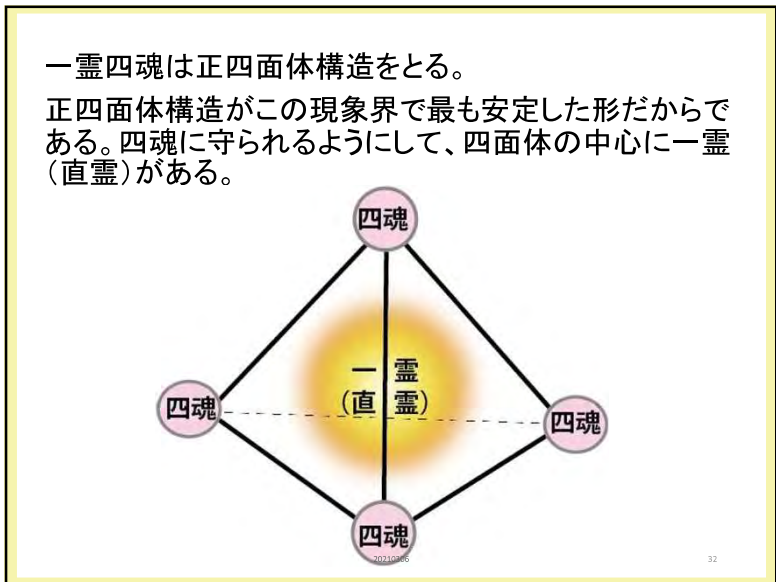 一霊四魂は正四面体構造をとる。
正四面体構造がこの現象界で最も安定した形だからで
ある。四魂に守られるようにして、四面体の中心に一霊
（直霊）がある。
四魂
一 霊
（直 霊）
四魂
四魂
四魂
20210306
32